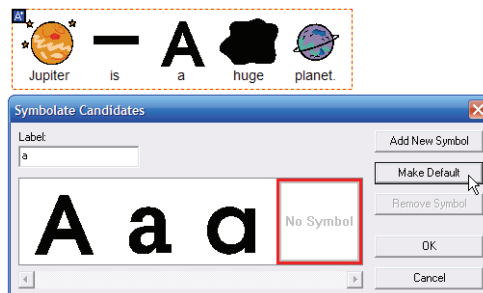 A
Jupiter is a huge planet.
Symbolate Candidates
Label:
a
Add New Symbol
Make Default
Remove Symbol
A a ɑ No Symbol
OK
Cancel